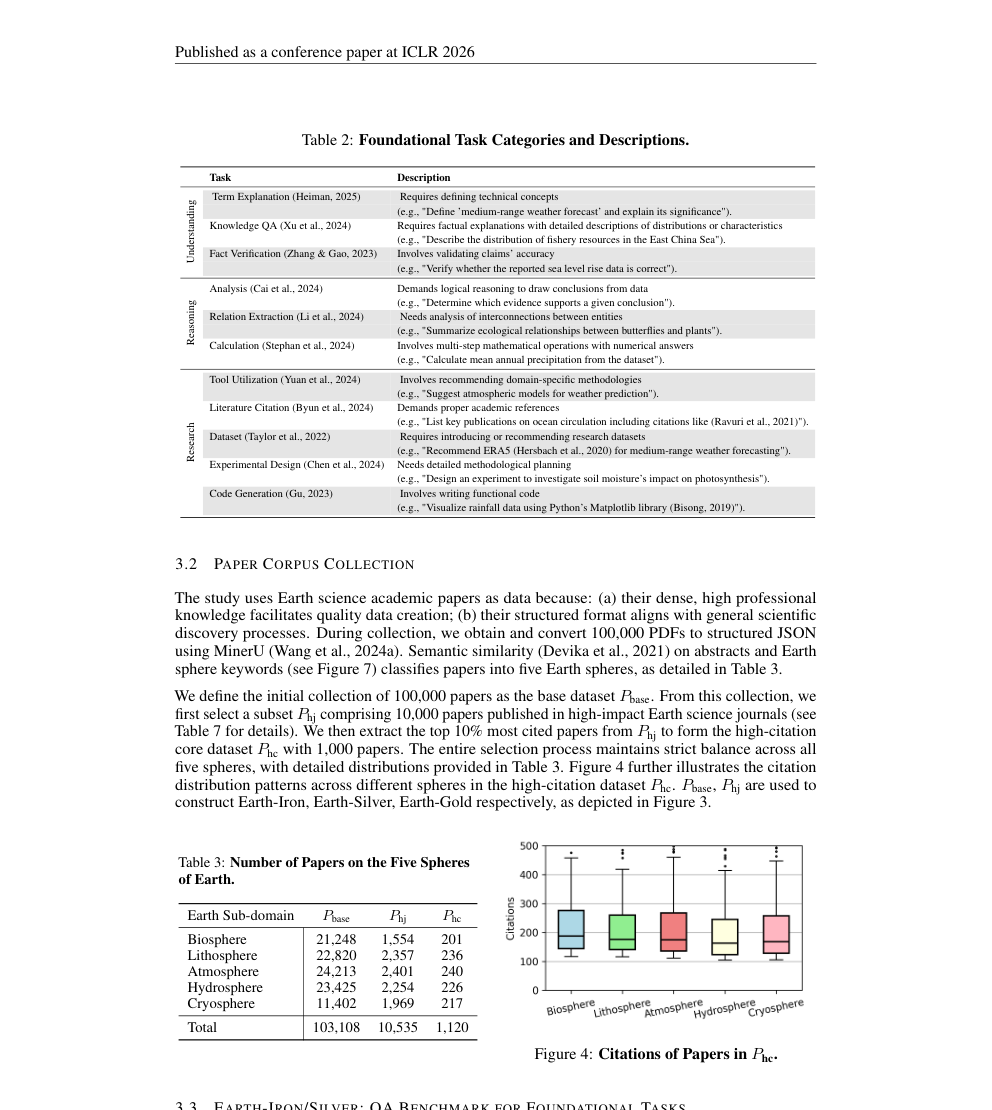 Published as a conference paper at ICLR 2026
Table 2: Foundational Task Categories and Descriptions.
Task Description
Understanding
Term Explanation (Heiman, 2025) Requires defining technical concepts
(e.g., "Define 'medium-range weather forecast' and explain its significance").
Knowledge QA (Xu et al., 2024) Requires factual explanations with detailed descriptions of distributions or characteristics
(e.g., "Describe the distribution of fishery resources in the East China Sea").
Fact Verification (Zhang & Gao, 2023) Involves validating claims' accuracy
(e.g., "Verify whether the reported sea level rise data is correct").
Reasoning
Analysis (Cai et al., 2024) Demands logical reasoning to draw conclusions from data
(e.g., "Determine which evidence supports a given conclusion").
Relation Extraction (Li et al., 2024) Needs analysis of interconnections between entities
(e.g., "Summarize ecological relationships between butterflies and plants").
Calculation (Stephan et al., 2024) Involves multi-step mathematical operations with numerical answers
(e.g., "Calculate mean annual precipitation from the dataset").
Research
Tool Utilization (Yuan et al., 2024) Involves recommending domain-specific methodologies
(e.g., "Suggest atmospheric models for weather prediction").
Literature Citation (Byun et al., 2024) Demands proper academic references
(e.g., "List key publications on ocean circulation including citations like (Ravuri et al., 2021)").
Dataset (Taylor et al., 2022) Requires introducing or recommending research datasets
(e.g., "Recommend ERA5 (Hersbach et al., 2020) for medium-range weather forecasting").
Experimental Design (Chen et al., 2024) Needs detailed methodological planning
(e.g., "Design an experiment to investigate soil moisture's impact on photosynthesis").
Code Generation (Gu, 2023) Involves writing functional code
(e.g., "Visualize rainfall data using Python's Matplotlib library (Bisong, 2019)").
3.2 PAPER CORPUS COLLECTION
The study uses Earth science academic papers as data because: (a) their dense, high professional
knowledge facilitates quality data creation; (b) their structured format aligns with general scientific
discovery processes. During collection, we obtain and convert 100,000 PDFs to structured JSON
using MinerU (Wang et al., 2024a). Semantic similarity (Devika et al., 2021) on abstracts and Earth
sphere keywords (see Figure 7) classifies papers into five Earth spheres, as detailed in Table 3.
We define the initial collection of 100,000 papers as the base dataset Pbase. From this collection, we
first select a subset Phj comprising 10,000 papers published in high-impact Earth science journals (see
Table 7 for details). We then extract the top 10% most cited papers from Phj to form the high-citation
core dataset Phc with 1,000 papers. The entire selection process maintains strict balance across all
five spheres, with detailed distributions provided in Table 3. Figure 4 further illustrates the citation
distribution patterns across different spheres in the high-citation dataset Phc. Pbase, Phj are used to
construct Earth-Iron, Earth-Silver, Earth-Gold respectively, as depicted in Figure 3.
Table 3: Number of Papers on the Five Spheres
of Earth.
Earth Sub-domain Pbase Phj Phc
Biosphere 21,248 1,554 201
Lithosphere 22,820 2,357 236
Atmosphere 24,213 2,401 240
Hydrosphere 23,425 2,254 226
Cryosphere 11,402 1,969 217
Total 103,108 10,535 1,120
Citations
500
400
300
200
100
0
Biosphere Lithosphere Atmosphere Hydrosphere Cryosphere
Figure 4: Citations of Papers in Phc.
3.3 EARTH-IRON/SILVER: QA BENCHMARK FOR FOUNDATIONAL TASKS